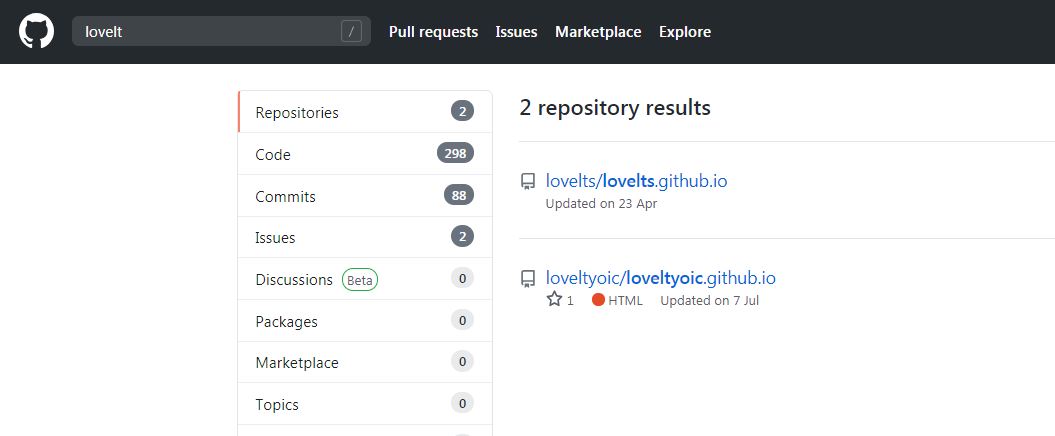 lovelt / Pull requests Issues Marketplace Explore
Repositories 2
Code 298
Commits 88
Issues 2
Discussions Beta 0
Packages 0
Marketplace 0
Topics 0
2 repository results
lovelts/lovelts.github.io
Updated on 23 Apr
loveltyoic/loveltyoic.github.io
1 HTML Updated on 7 Jul